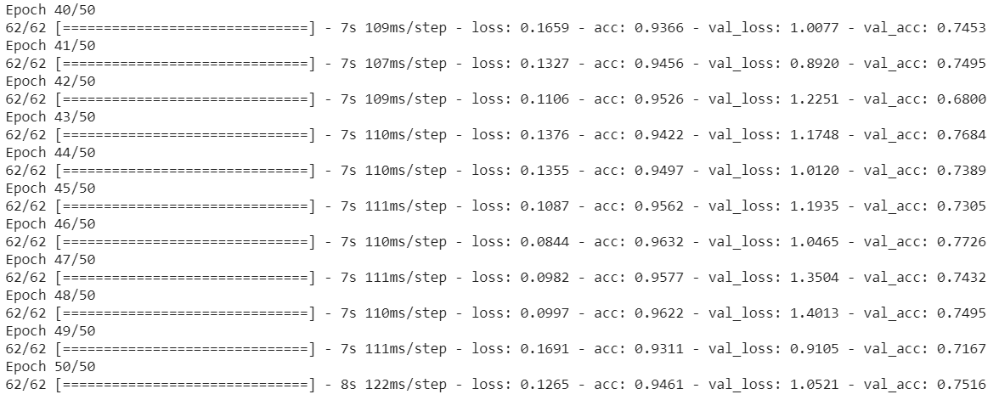 Epoch 40/50
62/62 [==============================] - 7s 109ms/step - loss: 0.1659 - acc: 0.9366 - val_loss: 1.0077 - val_acc: 0.7453
Epoch 41/50
62/62 [==============================] - 7s 107ms/step - loss: 0.1327 - acc: 0.9456 - val_loss: 0.8920 - val_acc: 0.7495
Epoch 42/50
62/62 [==============================] - 7s 109ms/step - loss: 0.1106 - acc: 0.9526 - val_loss: 1.2251 - val_acc: 0.6800
Epoch 43/50
62/62 [==============================] - 7s 110ms/step - loss: 0.1376 - acc: 0.9422 - val_loss: 1.1748 - val_acc: 0.7684
Epoch 44/50
62/62 [==============================] - 7s 110ms/step - loss: 0.1355 - acc: 0.9497 - val_loss: 1.0120 - val_acc: 0.7389
Epoch 45/50
62/62 [==============================] - 7s 111ms/step - loss: 0.1087 - acc: 0.9562 - val_loss: 1.1935 - val_acc: 0.7305
Epoch 46/50
62/62 [==============================] - 7s 110ms/step - loss: 0.0844 - acc: 0.9632 - val_loss: 1.0465 - val_acc: 0.7726
Epoch 47/50
62/62 [==============================] - 7s 111ms/step - loss: 0.0982 - acc: 0.9577 - val_loss: 1.3504 - val_acc: 0.7432
Epoch 48/50
62/62 [==============================] - 7s 110ms/step - loss: 0.0997 - acc: 0.9622 - val_loss: 1.4013 - val_acc: 0.7495
Epoch 49/50
62/62 [==============================] - 7s 111ms/step - loss: 0.1691 - acc: 0.9311 - val_loss: 0.9105 - val_acc: 0.7167
Epoch 50/50
62/62 [==============================] - 8s 122ms/step - loss: 0.1265 - acc: 0.9461 - val_loss: 1.0521 - val_acc: 0.7516